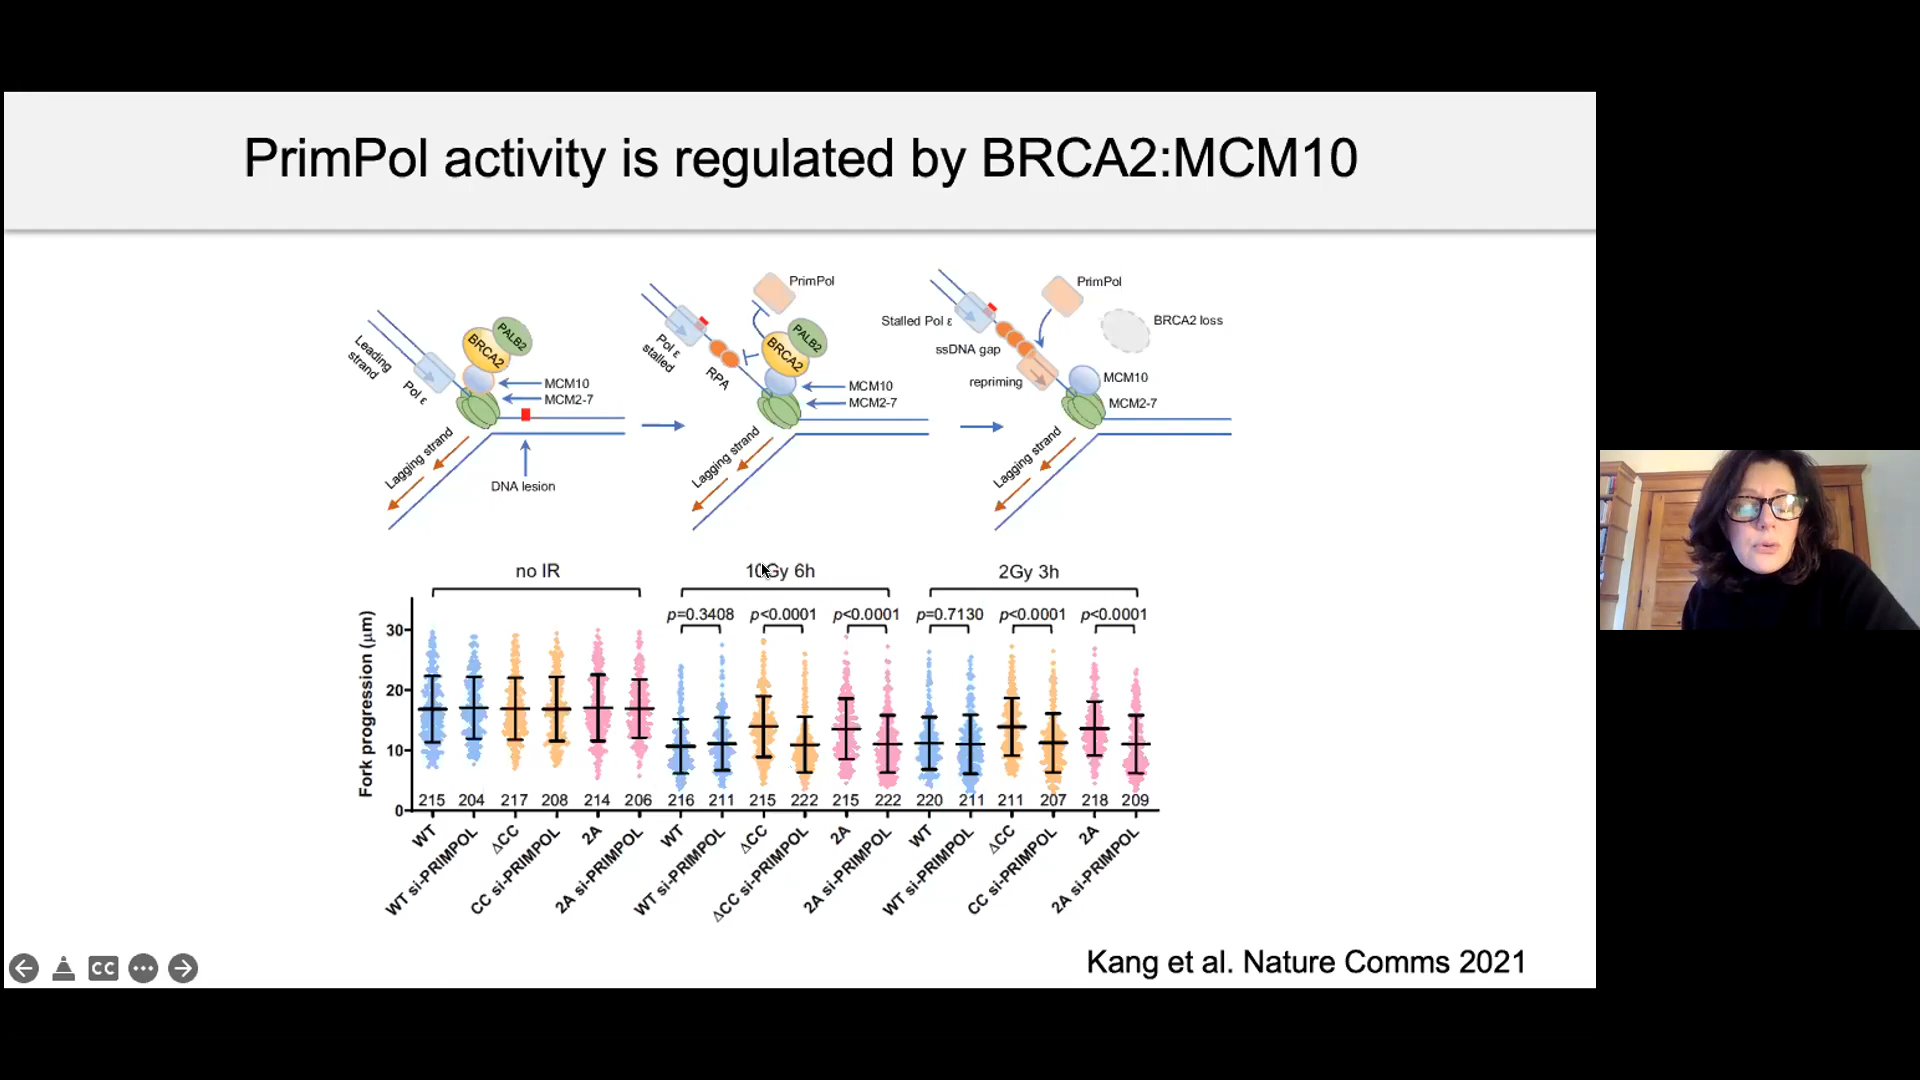 PrimPol activity is regulated by BRCA2:MCM10
Leading
strand
Pol ε
BRCA2
PALB2
MCM10
MCM2-7
Lagging strand
DNA lesion
PrimPol
Pol ε
stalled
RPA
BRCA2
PALB2
MCM10
MCM2-7
Lagging strand
PrimPol
Stalled Pol ε
BRCA2 loss
ssDNA gap
repriming
MCM10
MCM2-7
Lagging strand
no IR
10Gy 6h
2Gy 3h
p=0.3408
p<0.0001
p<0.0001
p=0.7130
p<0.0001
p<0.0001
Fork progression (μm)
30
20
10
0
215 204 217 208 214 206 216 211 215 222 215 222 220 211 211 207 218 209
WT
WT si-PRIMPOL
ΔCC
CC si-PRIMPOL
2A
2A si-PRIMPOL
WT
WT si-PRIMPOL
ΔCC
ΔCC si-PRIMPOL
2A
2A si-PRIMPOL
WT
WT si-PRIMPOL
ΔCC
CC si-PRIMPOL
2A
2A si-PRIMPOL
CC
Kang et al. Nature Comms 2021